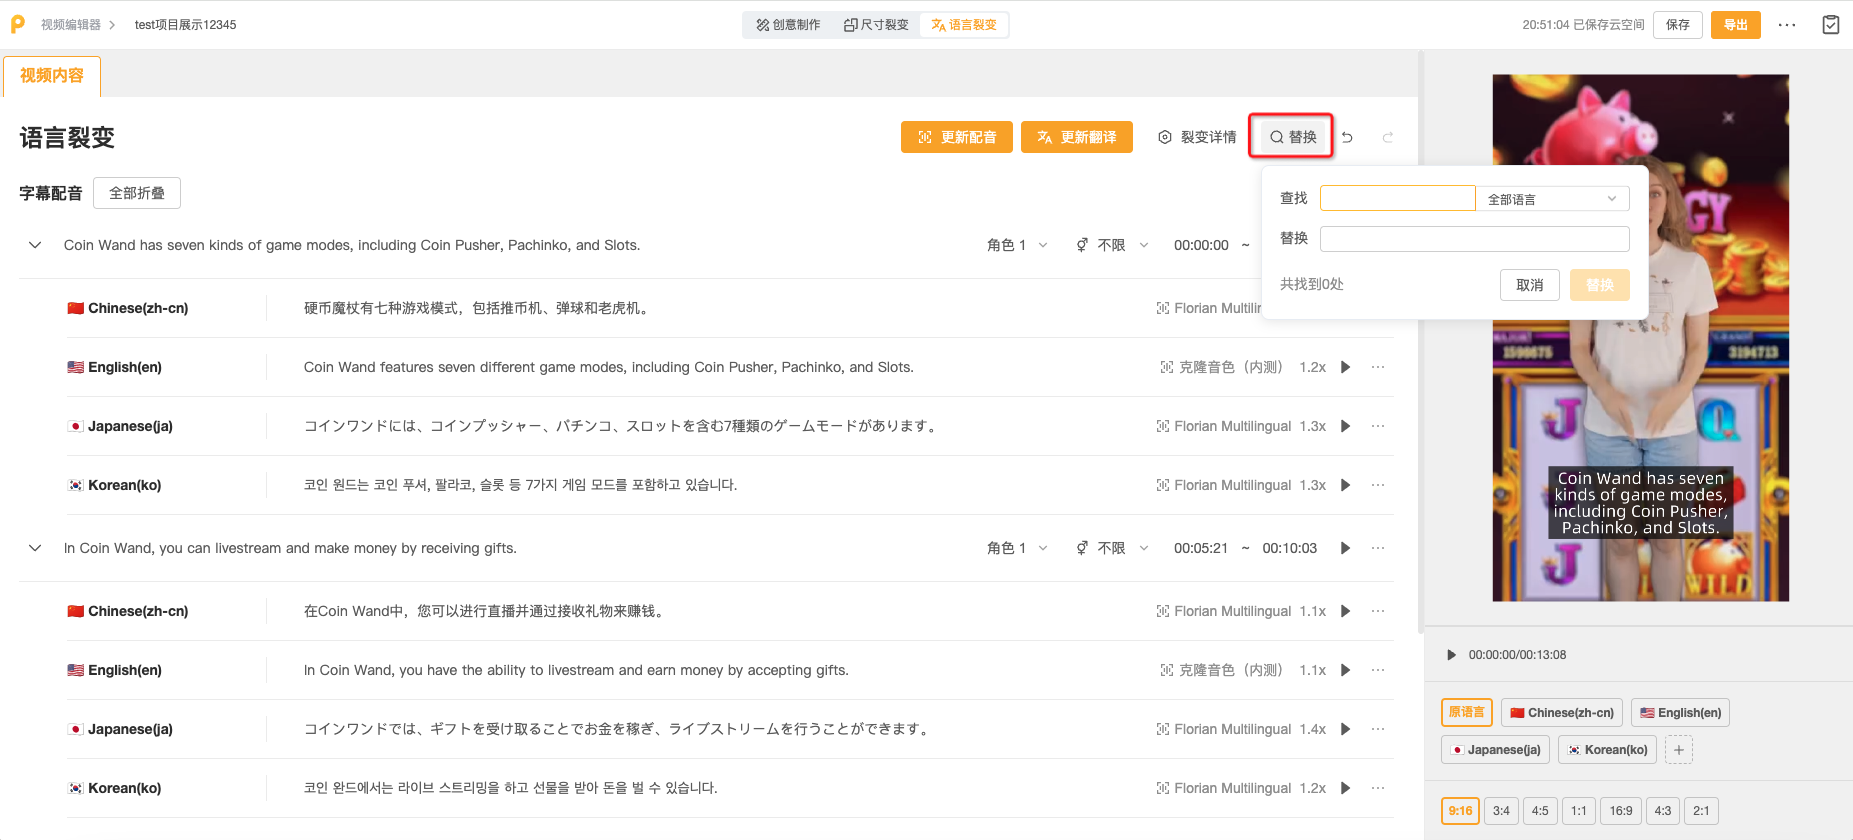 视频编辑器
test项目展示12345
创意制作
尺寸裂变
语言裂变
20:51:04 已保存云空间
保存
导出
视频内容
语言裂变
更新配音
更新翻译
裂变详情
替换
字幕配音
全部折叠
查找
全部语言
替换
共找到0处
取消
替换
Coin Wand has seven kinds of game modes, including Coin Pusher, Pachinko, and Slots.
角色 1
不限
00:00:00 ~
Chinese(zh-cn)
硬币魔杖有七种游戏模式，包括推币机、弹球和老虎机。
Florian Multilin
English(en)
Coin Wand features seven different game modes, including Coin Pusher, Pachinko, and Slots.
克隆音色（内测） 1.2x
Japanese(ja)
コインワンドには、コインプッシャー、パチンコ、スロットを含む7種類のゲームモードがあります。
Florian Multilingual 1.3x
Korean(ko)
코인 원드는 코인 푸셔, 팔라코, 슬롯 등 7가지 게임 모드를 포함하고 있습니다.
Florian Multilingual 1.3x
In Coin Wand, you can livestream and make money by receiving gifts.
角色 1
不限
00:05:21 ~ 00:10:03
Chinese(zh-cn)
在Coin Wand中，您可以进行直播并通过接收礼物来赚钱。
Florian Multilingual 1.1x
English(en)
In Coin Wand, you have the ability to livestream and earn money by accepting gifts.
克隆音色（内测） 1.1x
Japanese(ja)
コインワンドでは、ギフトを受け取ることでお金を稼ぎ、ライブストリームを行うことができます。
Florian Multilingual 1.4x
Korean(ko)
코인 완드에서는 라이브 스트리밍을 하고 선물을 받아 돈을 벌 수 있습니다.
Florian Multilingual 1.2x
GY
1599675
3194713
J
Q
Coin Wand has seven
kinds of game modes,
including Coin Pusher,
Pachinko, and Slots.
J
WILD
00:00:00/00:13:08
原语言
Chinese(zh-cn)
English(en)
Japanese(ja)
Korean(ko)
+
9:16
3:4
4:5
1:1
16:9
4:3
2:1